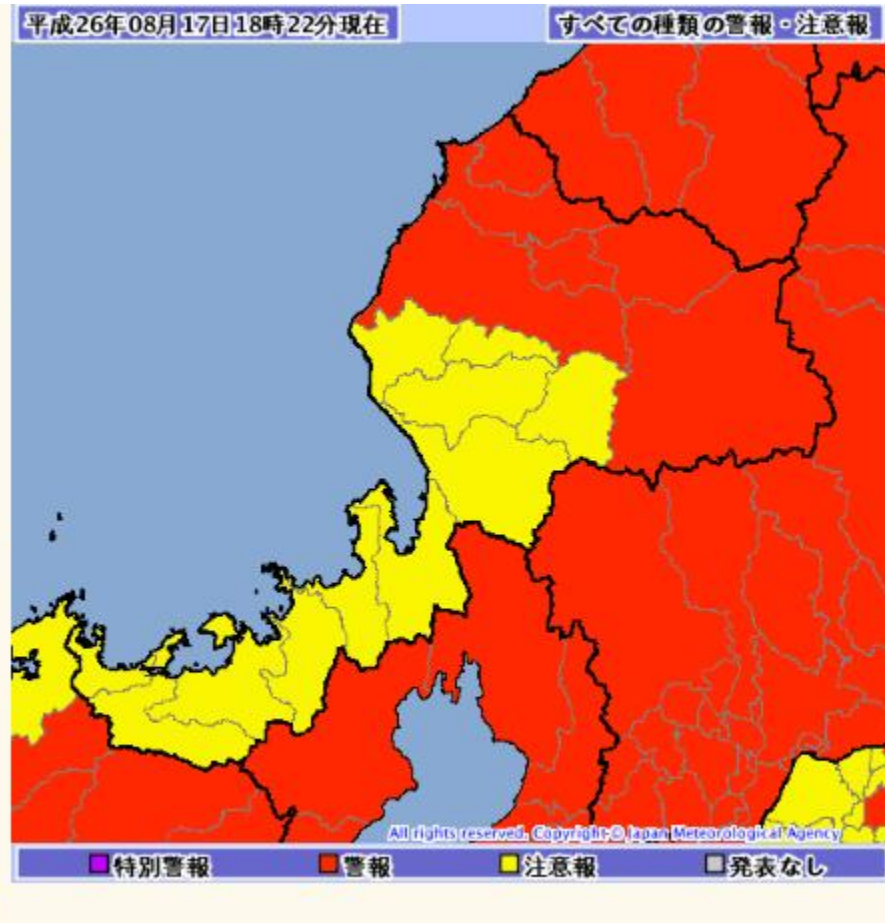 平成26年08月17日18時22分現在
すべての種類の警報・注意報
All rights reserved. Copyright © Japan Meteorological Agency
特別警報
警報
注意報
発表なし